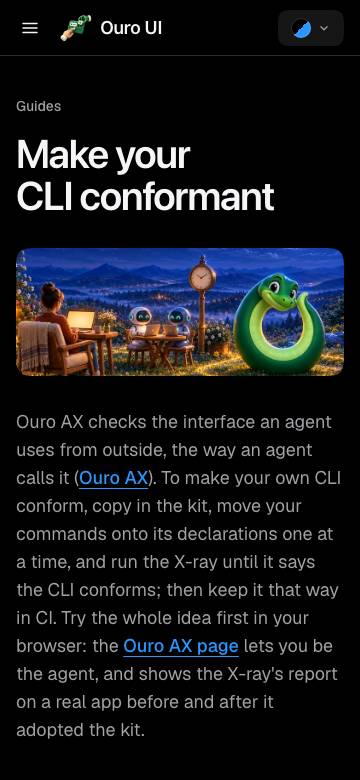 Ouro UI
Guides
Make your
CLI conformant
Ouro AX checks the interface an agent
uses from outside, the way an agent
calls it (Ouro AX). To make your own CLI
conform, copy in the kit, move your
commands onto its declarations one at
a time, and run the X-ray until it says
the CLI conforms; then keep it that way
in CI. Try the whole idea first in your
browser: the Ouro AX page lets you be
the agent, and shows the X-ray's report
on a real app before and after it
adopted the kit.